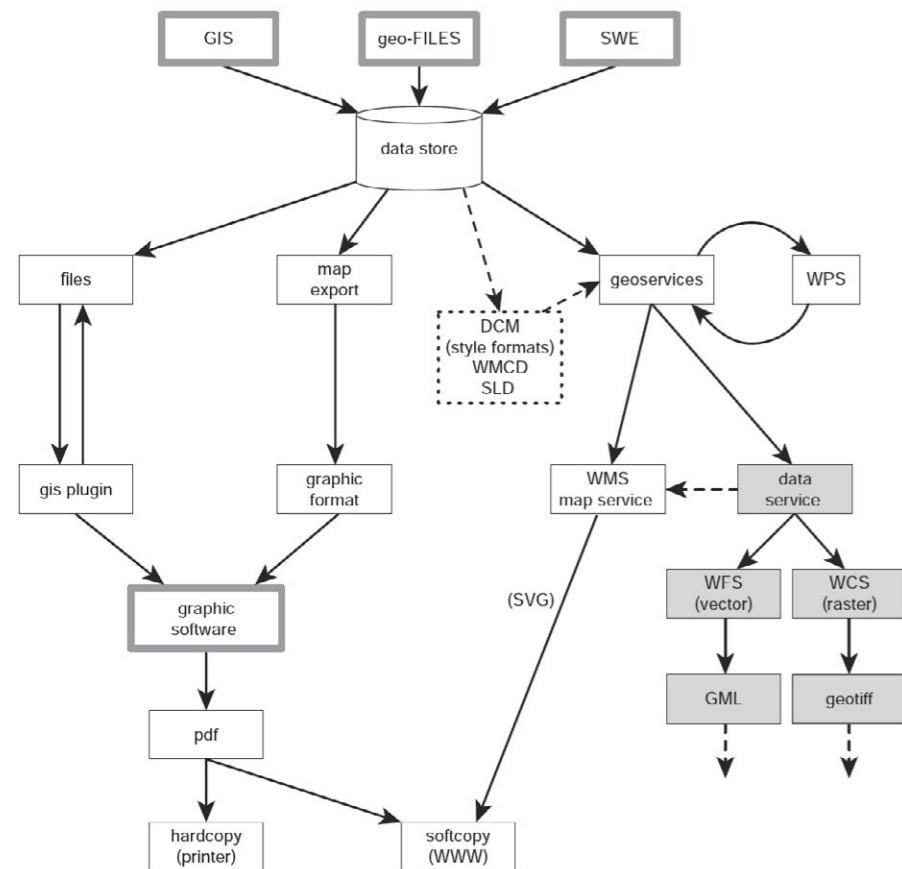 GIS
geo-FILES
SWE
data store
files
map
export
geoservices
WPS
DCM
(style formats)
WMCD
SLD
gis plugin
graphic
format
WMS
map service
data
service
WFS
(vector)
WCS
(raster)
(SVG)
graphic
software
GML
geotiff
pdf
hardcopy
(printer)
softcopy
(WWW)